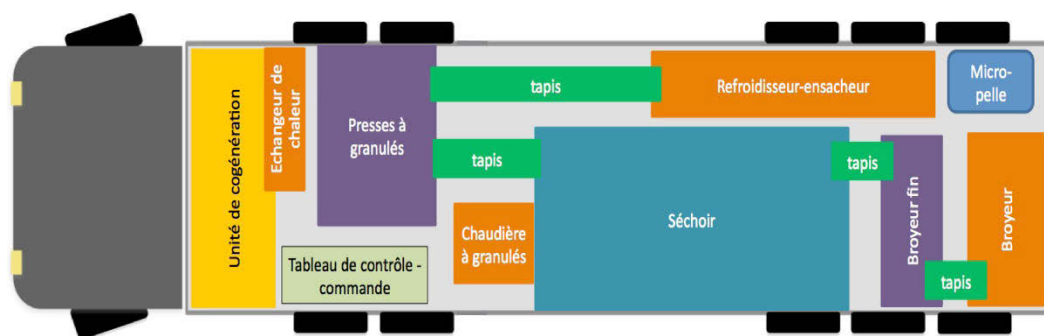 Unité de cogénération
Echangeur de
chaleur
Presses à
granulés
tapis
Refroidisseur-ensacheur
Micro-
pelle
tapis
Chaudière
à granulés
Séchoir
tapis
Broyeur fin
tapis
Broyeur
Tableau de contrôle -
commande